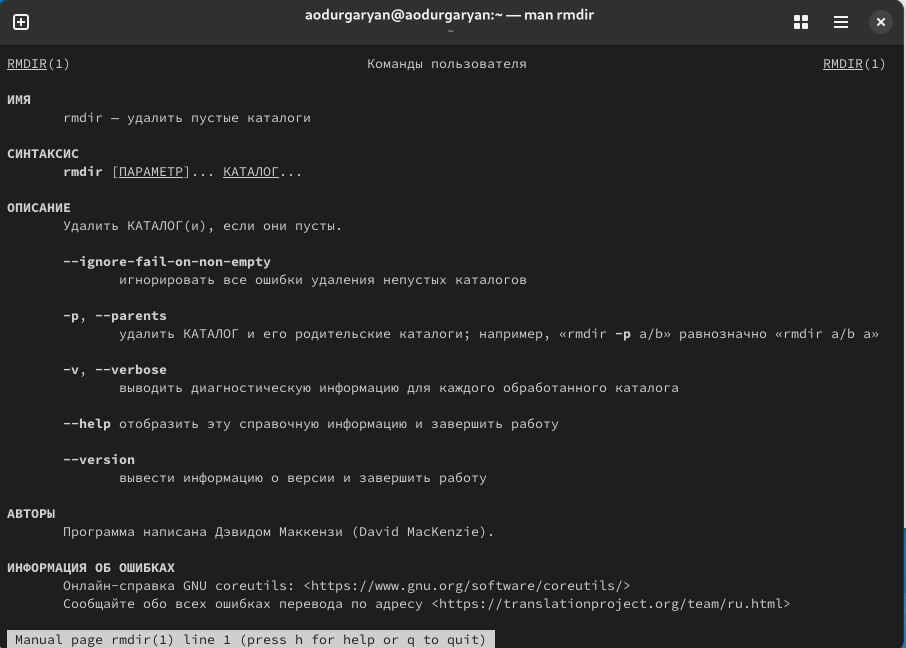 aodurgaryan@aodurgaryan:~ — man rmdir
~
RMDIR(1) Команды пользователя RMDIR(1)
ИМЯ
rmdir — удалить пустые каталоги
СИНТАКСИС
rmdir [ПАРАМЕТР]... КАТАЛОГ...
ОПИСАНИЕ
Удалить КАТАЛОГ(и), если они пусты.
--ignore-fail-on-non-empty
игнорировать все ошибки удаления непустых каталогов
-p, --parents
удалить КАТАЛОГ и его родительские каталоги; например, «rmdir -p a/b» равнозначно «rmdir a/b a»
-v, --verbose
выводить диагностическую информацию для каждого обработанного каталога
--help отобразить эту справочную информацию и завершить работу
--version
вывести информацию о версии и завершить работу
АВТОРЫ
Программа написана Дэвидом Маккензи (David MacKenzie).
ИНФОРМАЦИЯ ОБ ОШИБКАХ
Онлайн-справка GNU coreutils: <https://www.gnu.org/software/coreutils/>
Сообщайте обо всех ошибках перевода по адресу <https://translationproject.org/team/ru.html>
Manual page rmdir(1) line 1 (press h for help or q to quit)